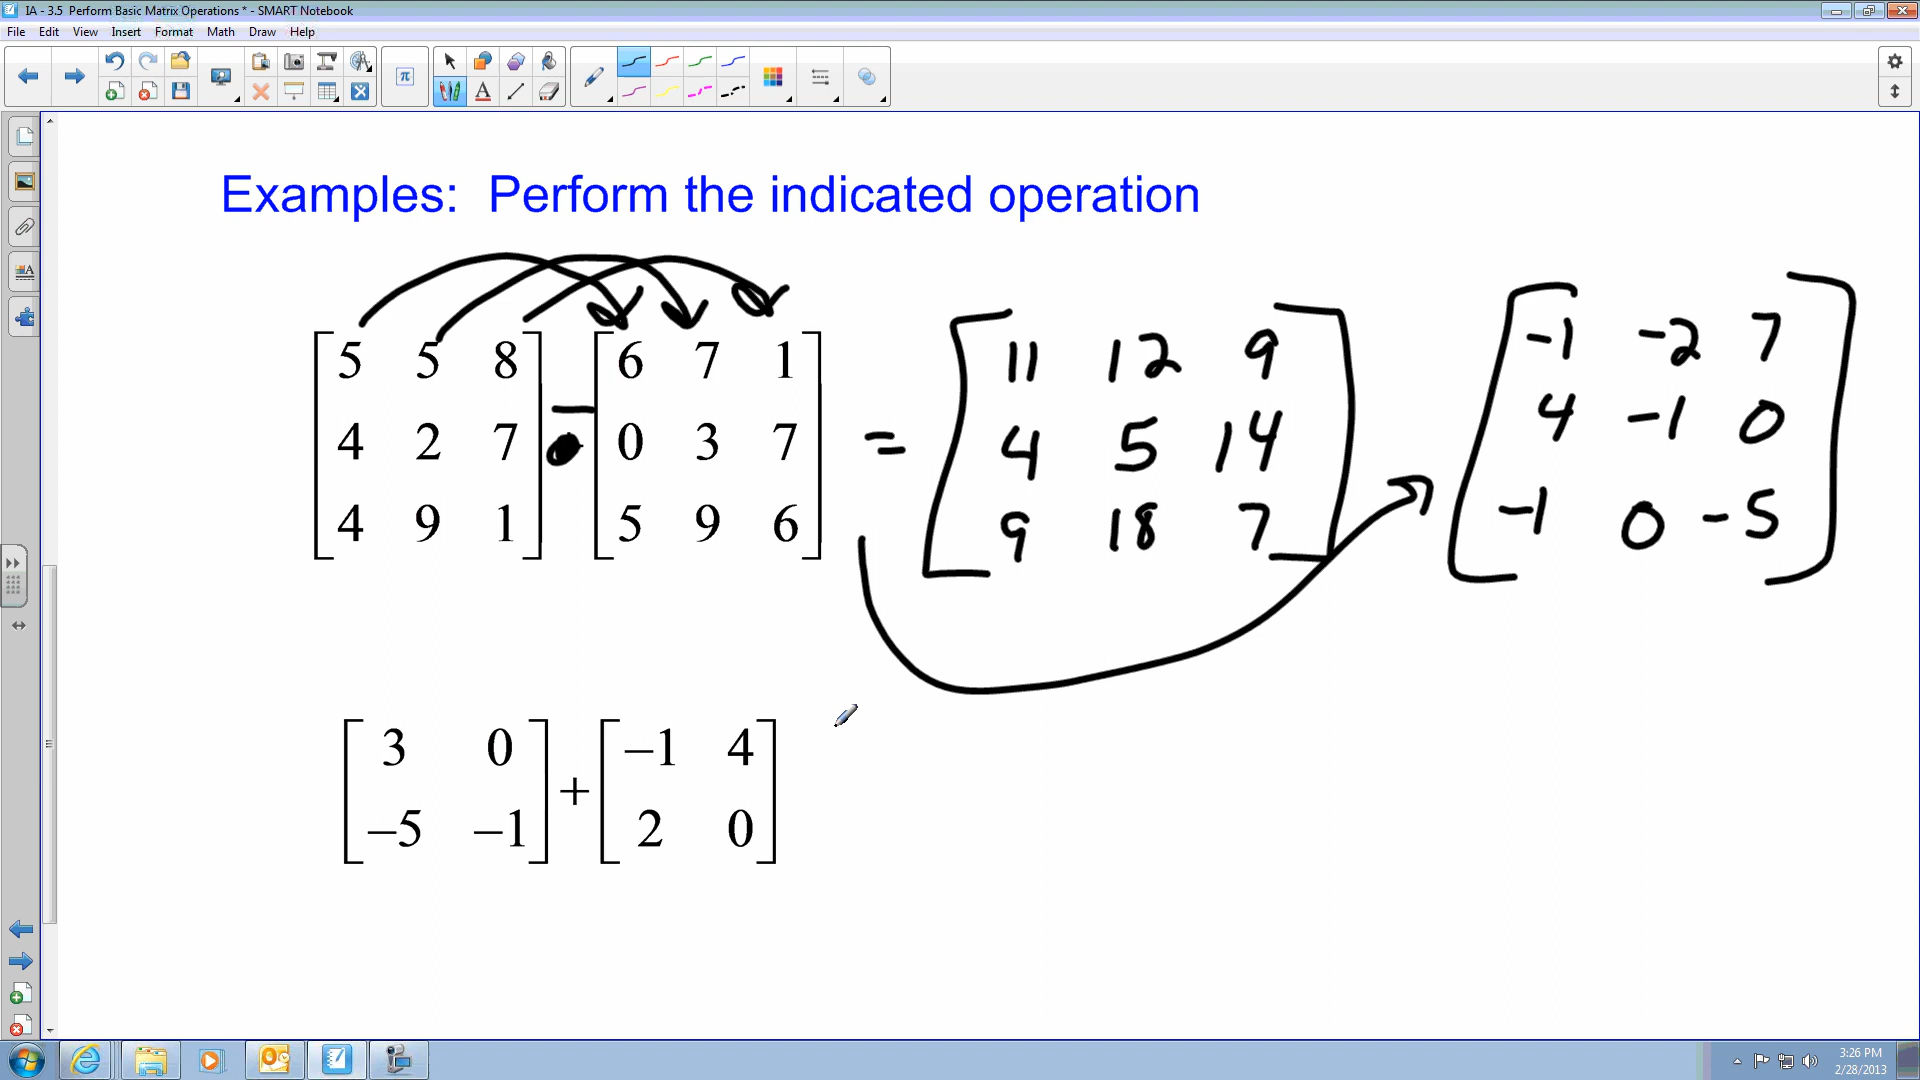 IA - 3.5 Perform Basic Matrix Operations * - SMART Notebook
File Edit View Insert Format Math Draw Help
π
A
Examples: Perform the indicated operation
5 5 8 − 6 7 1 = 11 12 9 -1 -2 7
4 2 7 0 3 7 4 5 14 4 -1 0
4 9 1 5 9 6 9 18 7 -1 0 -5
3 0 + −1 4
−5 −1 2 0
3:26 PM
2/28/2013